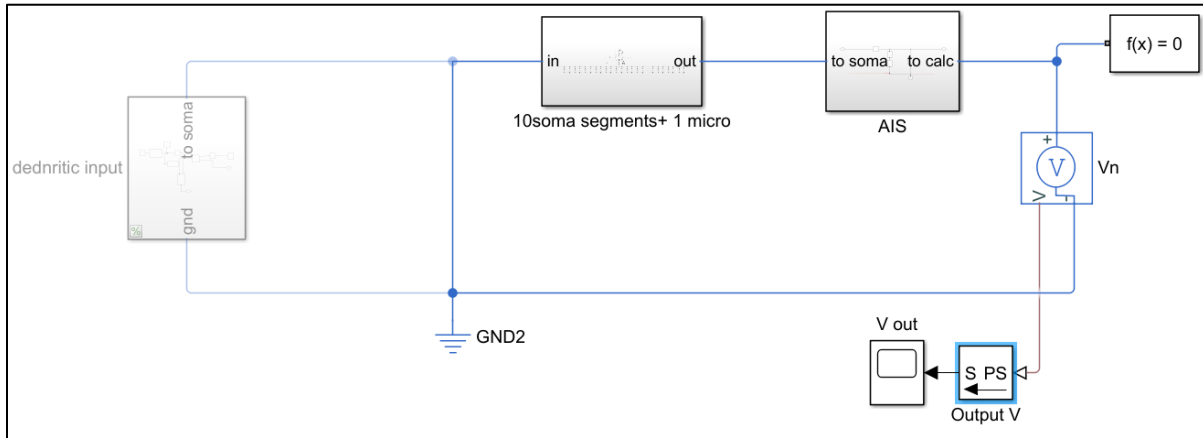 dednritic input
to soma
gnd
%
in
out
10soma segments+ 1 micro
to soma
to calc
AIS
f(x) = 0
+
V
-
V
Vn
GND2
V out
S PS
Output V